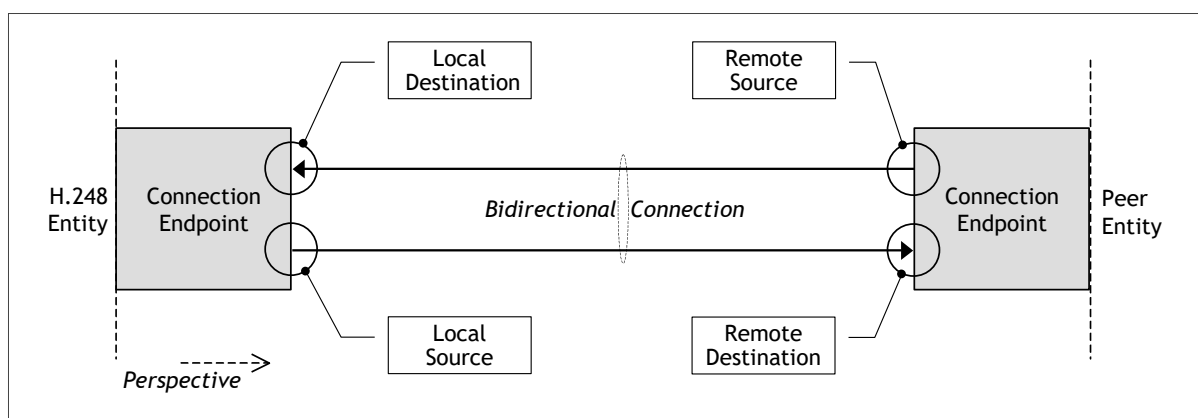 Local
Destination
Remote
Source
H.248
Entity
Connection
Endpoint
Bidirectional Connection
Connection
Endpoint
Peer
Entity
Local
Source
Remote
Destination
Perspective